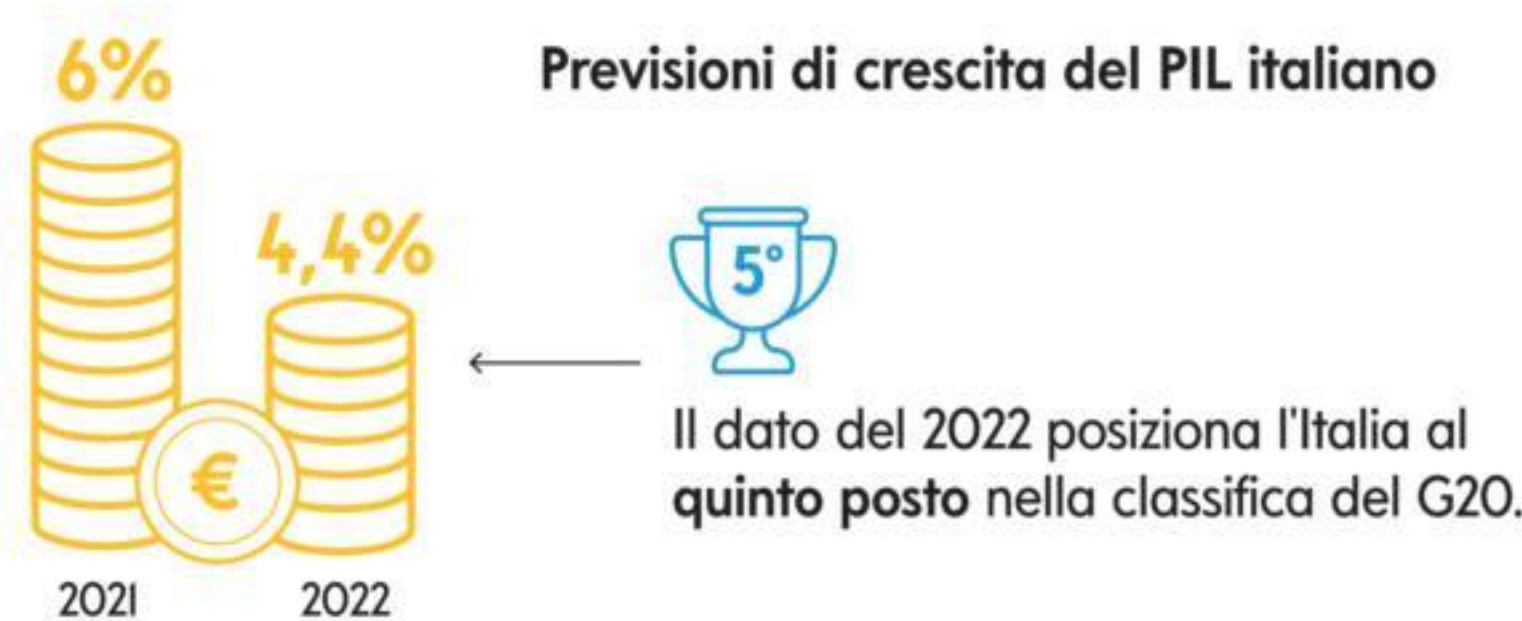 Previsioni di crescita del PIL italiano
6%
4,4%
5°
€
Il dato del 2022 posiziona l'Italia al
quinto posto nella classifica del G20.
2021
2022